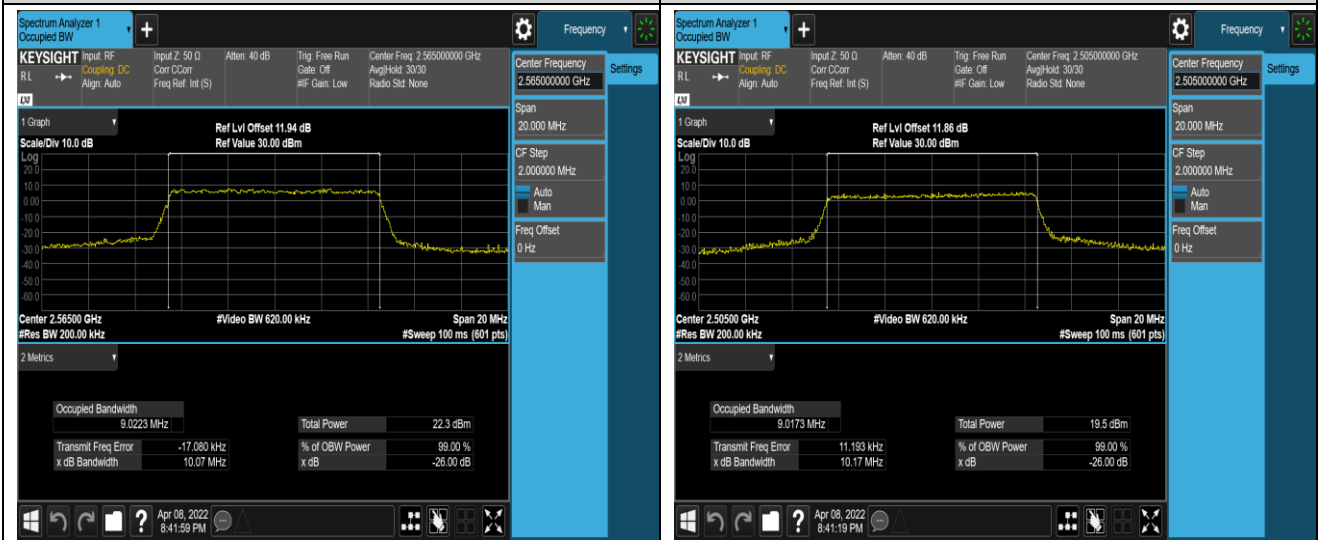 Spectrum Analyzer 1
Occupied BW
+
Frequency
KEYSIGHT Input: RF Input Z: 50 Ω Atten: 40 dB Trig: Free Run Center Freq: 2.565000000 GHz
R L Coupling: DC Corr CCorr Gate: Off Avg|Hold: 30/30
Align: Auto Freq Ref: Int (S) #IF Gain: Low Radio Std: None
LXI
Center Frequency
2.565000000 GHz
Settings
Span
20.000 MHz
CF Step
2.000000 MHz
Auto
Man
Freq Offset
0 Hz
1 Graph
Ref Lvl Offset 11.94 dB
Scale/Div 10.0 dB Ref Value 30.00 dBm
Log
20.0
10.0
0.00
-10.0
-20.0
-30.0
-40.0
-50.0
-60.0
Center 2.56500 GHz #Video BW 620.00 kHz Span 20 MHz
#Res BW 200.00 kHz #Sweep 100 ms (601 pts)
2 Metrics
Occupied Bandwidth
9.0223 MHz Total Power 22.3 dBm
Transmit Freq Error -17.080 kHz % of OBW Power 99.00 %
x dB Bandwidth 10.07 MHz x dB -26.00 dB
? Apr 08, 2022
8:41:59 PM
Spectrum Analyzer 1
Occupied BW
+
Frequency
KEYSIGHT Input: RF Input Z: 50 Ω Atten: 40 dB Trig: Free Run Center Freq: 2.505000000 GHz
R L Coupling: DC Corr CCorr Gate: Off Avg|Hold: 30/30
Align: Auto Freq Ref: Int (S) #IF Gain: Low Radio Std: None
LXI
Center Frequency
2.505000000 GHz
Settings
Span
20.000 MHz
CF Step
2.000000 MHz
Auto
Man
Freq Offset
0 Hz
1 Graph
Ref Lvl Offset 11.86 dB
Scale/Div 10.0 dB Ref Value 30.00 dBm
Log
20.0
10.0
0.00
-10.0
-20.0
-30.0
-40.0
-50.0
-60.0
Center 2.50500 GHz #Video BW 620.00 kHz Span 20 MHz
#Res BW 200.00 kHz #Sweep 100 ms (601 pts)
2 Metrics
Occupied Bandwidth
9.0173 MHz Total Power 19.5 dBm
Transmit Freq Error 11.193 kHz % of OBW Power 99.00 %
x dB Bandwidth 10.17 MHz x dB -26.00 dB
? Apr 08, 2022
8:41:19 PM